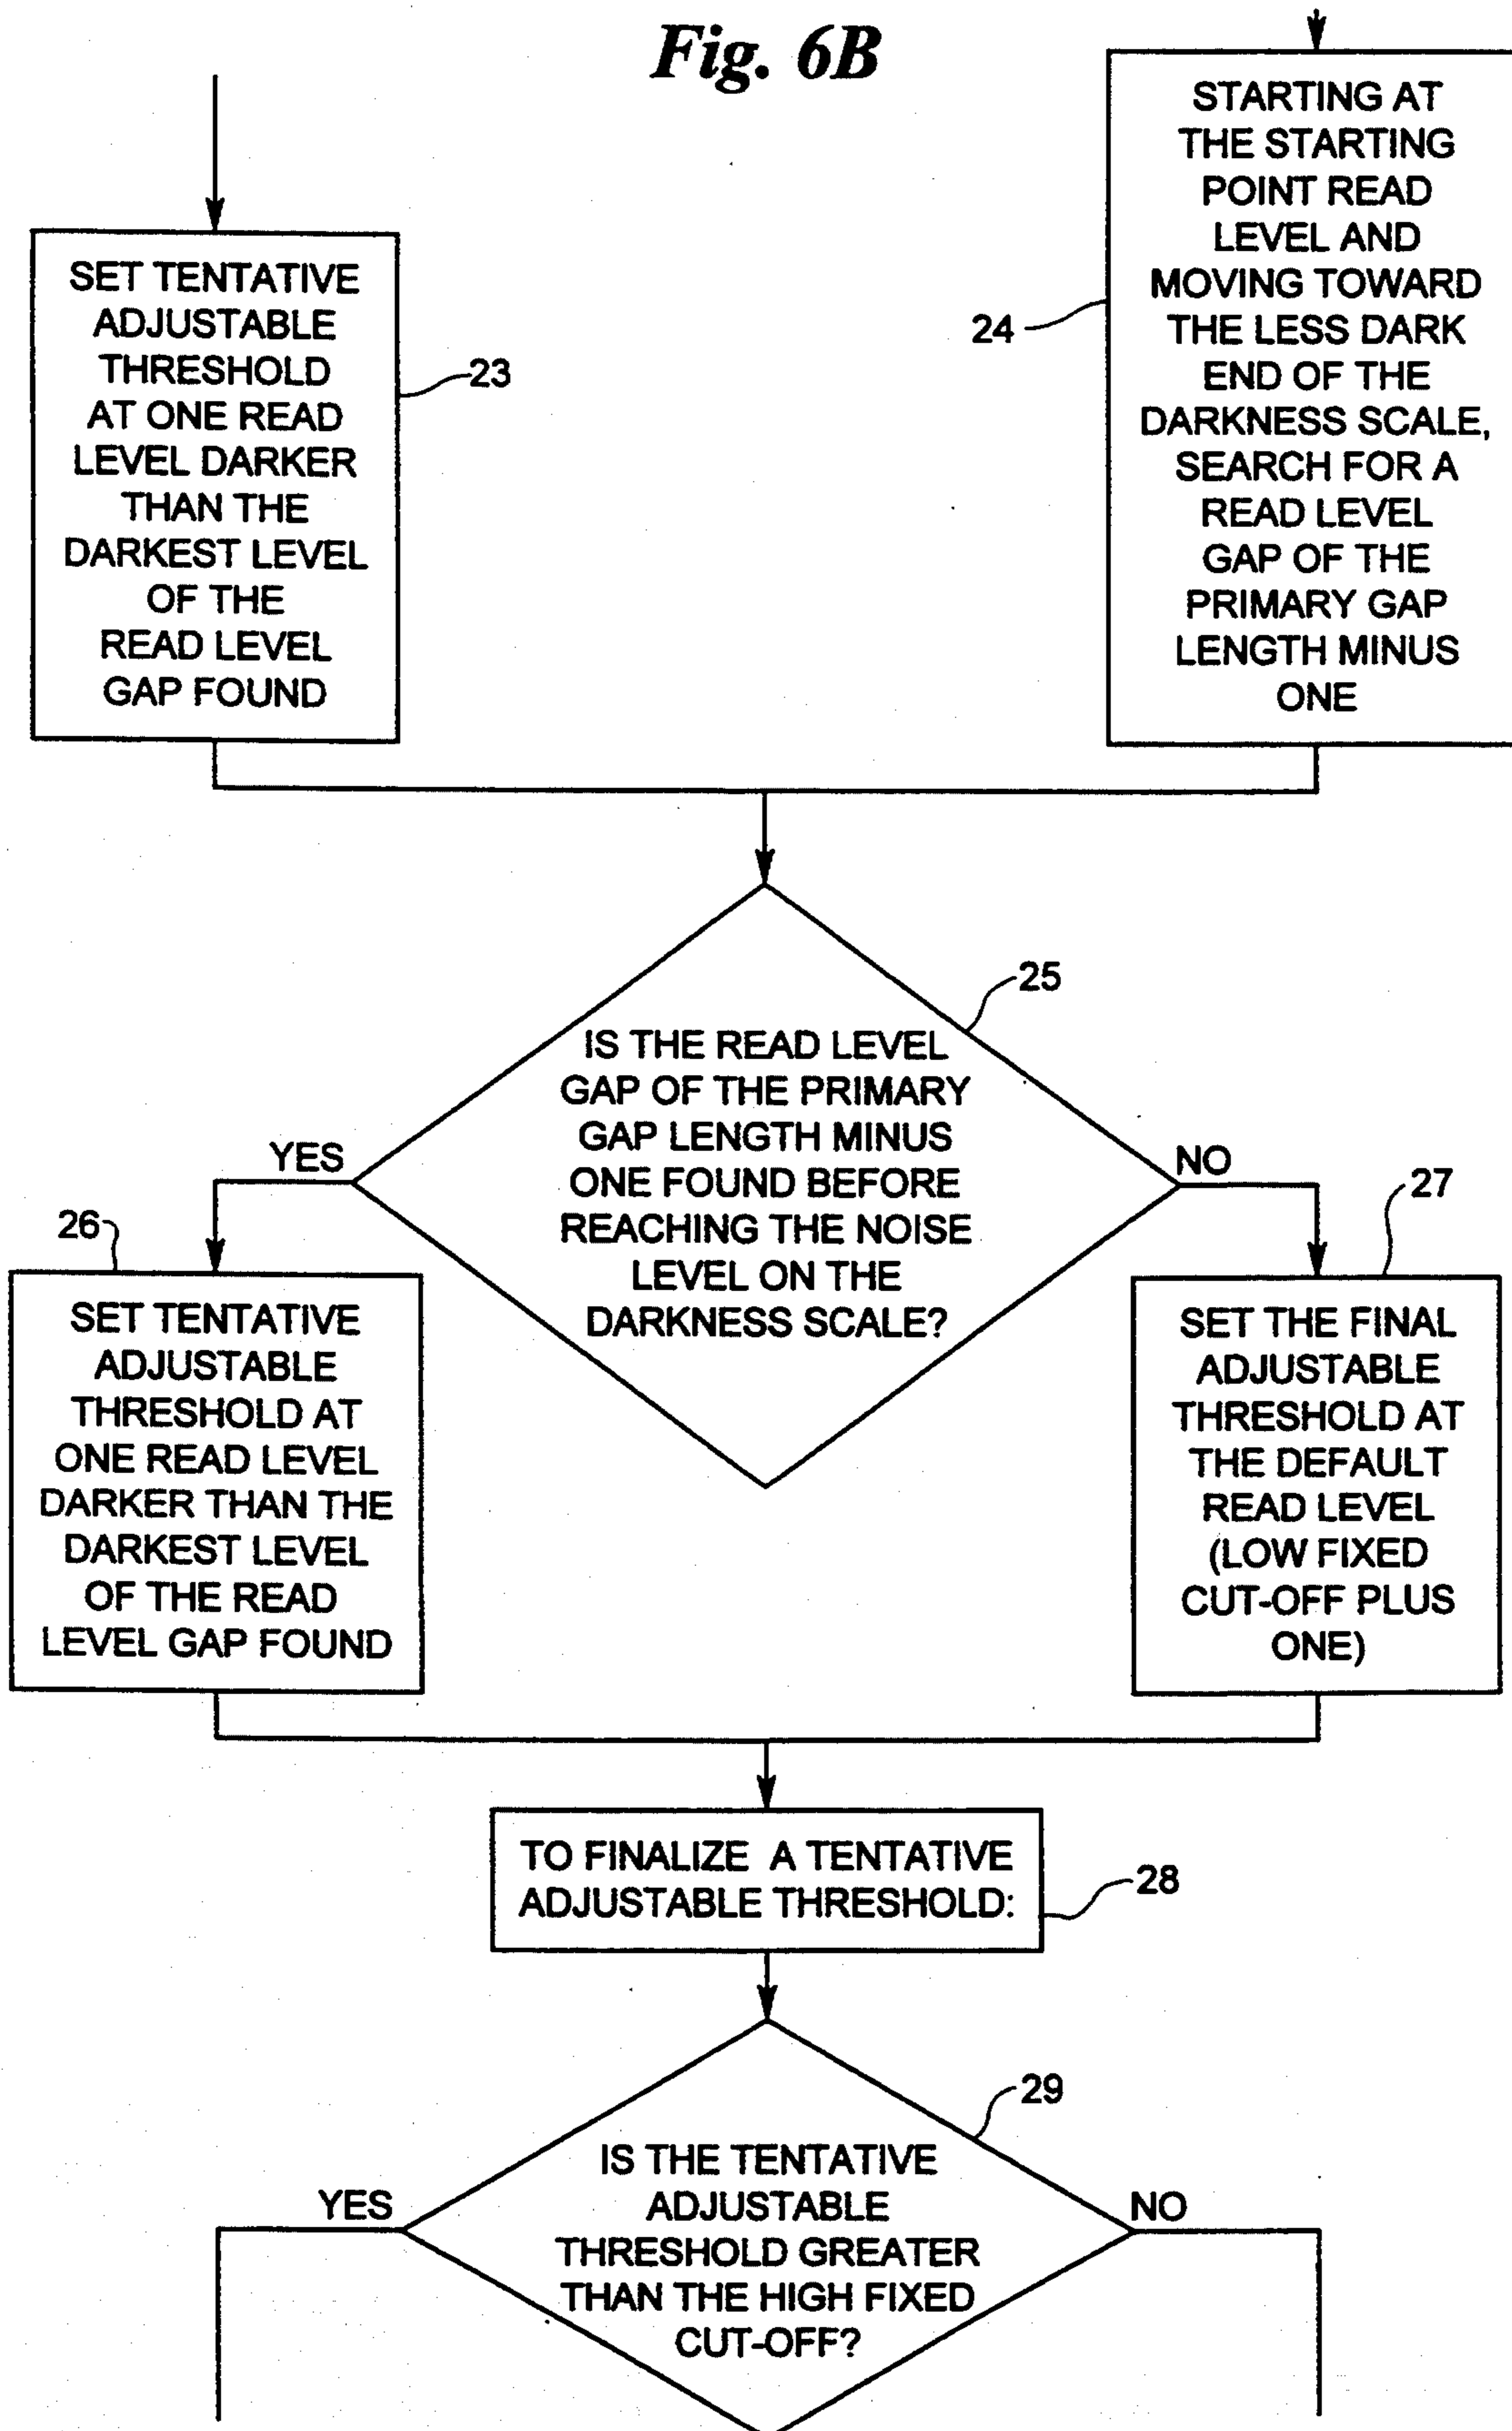 Fig. 6B
SET TENTATIVE
ADJUSTABLE
THRESHOLD
AT ONE READ
LEVEL DARKER
THAN THE
DARKEST LEVEL
OF THE
READ LEVEL
GAP FOUND
23
STARTING AT
THE STARTING
POINT READ
LEVEL AND
MOVING TOWARD
THE LESS DARK
END OF THE
DARKNESS SCALE,
SEARCH FOR A
READ LEVEL
GAP OF THE
PRIMARY GAP
LENGTH MINUS
ONE
24
25
IS THE READ LEVEL
GAP OF THE PRIMARY
GAP LENGTH MINUS
ONE FOUND BEFORE
REACHING THE NOISE
LEVEL ON THE
DARKNESS SCALE?
YES
NO
26
SET TENTATIVE
ADJUSTABLE
THRESHOLD AT
ONE READ LEVEL
DARKER THAN THE
DARKEST LEVEL
OF THE READ
LEVEL GAP FOUND
27
SET THE FINAL
ADJUSTABLE
THRESHOLD AT
THE DEFAULT
READ LEVEL
(LOW FIXED
CUT-OFF PLUS
ONE)
TO FINALIZE A TENTATIVE
ADJUSTABLE THRESHOLD:
28
29
IS THE TENTATIVE
ADJUSTABLE
THRESHOLD GREATER
THAN THE HIGH FIXED
CUT-OFF?
YES
NO